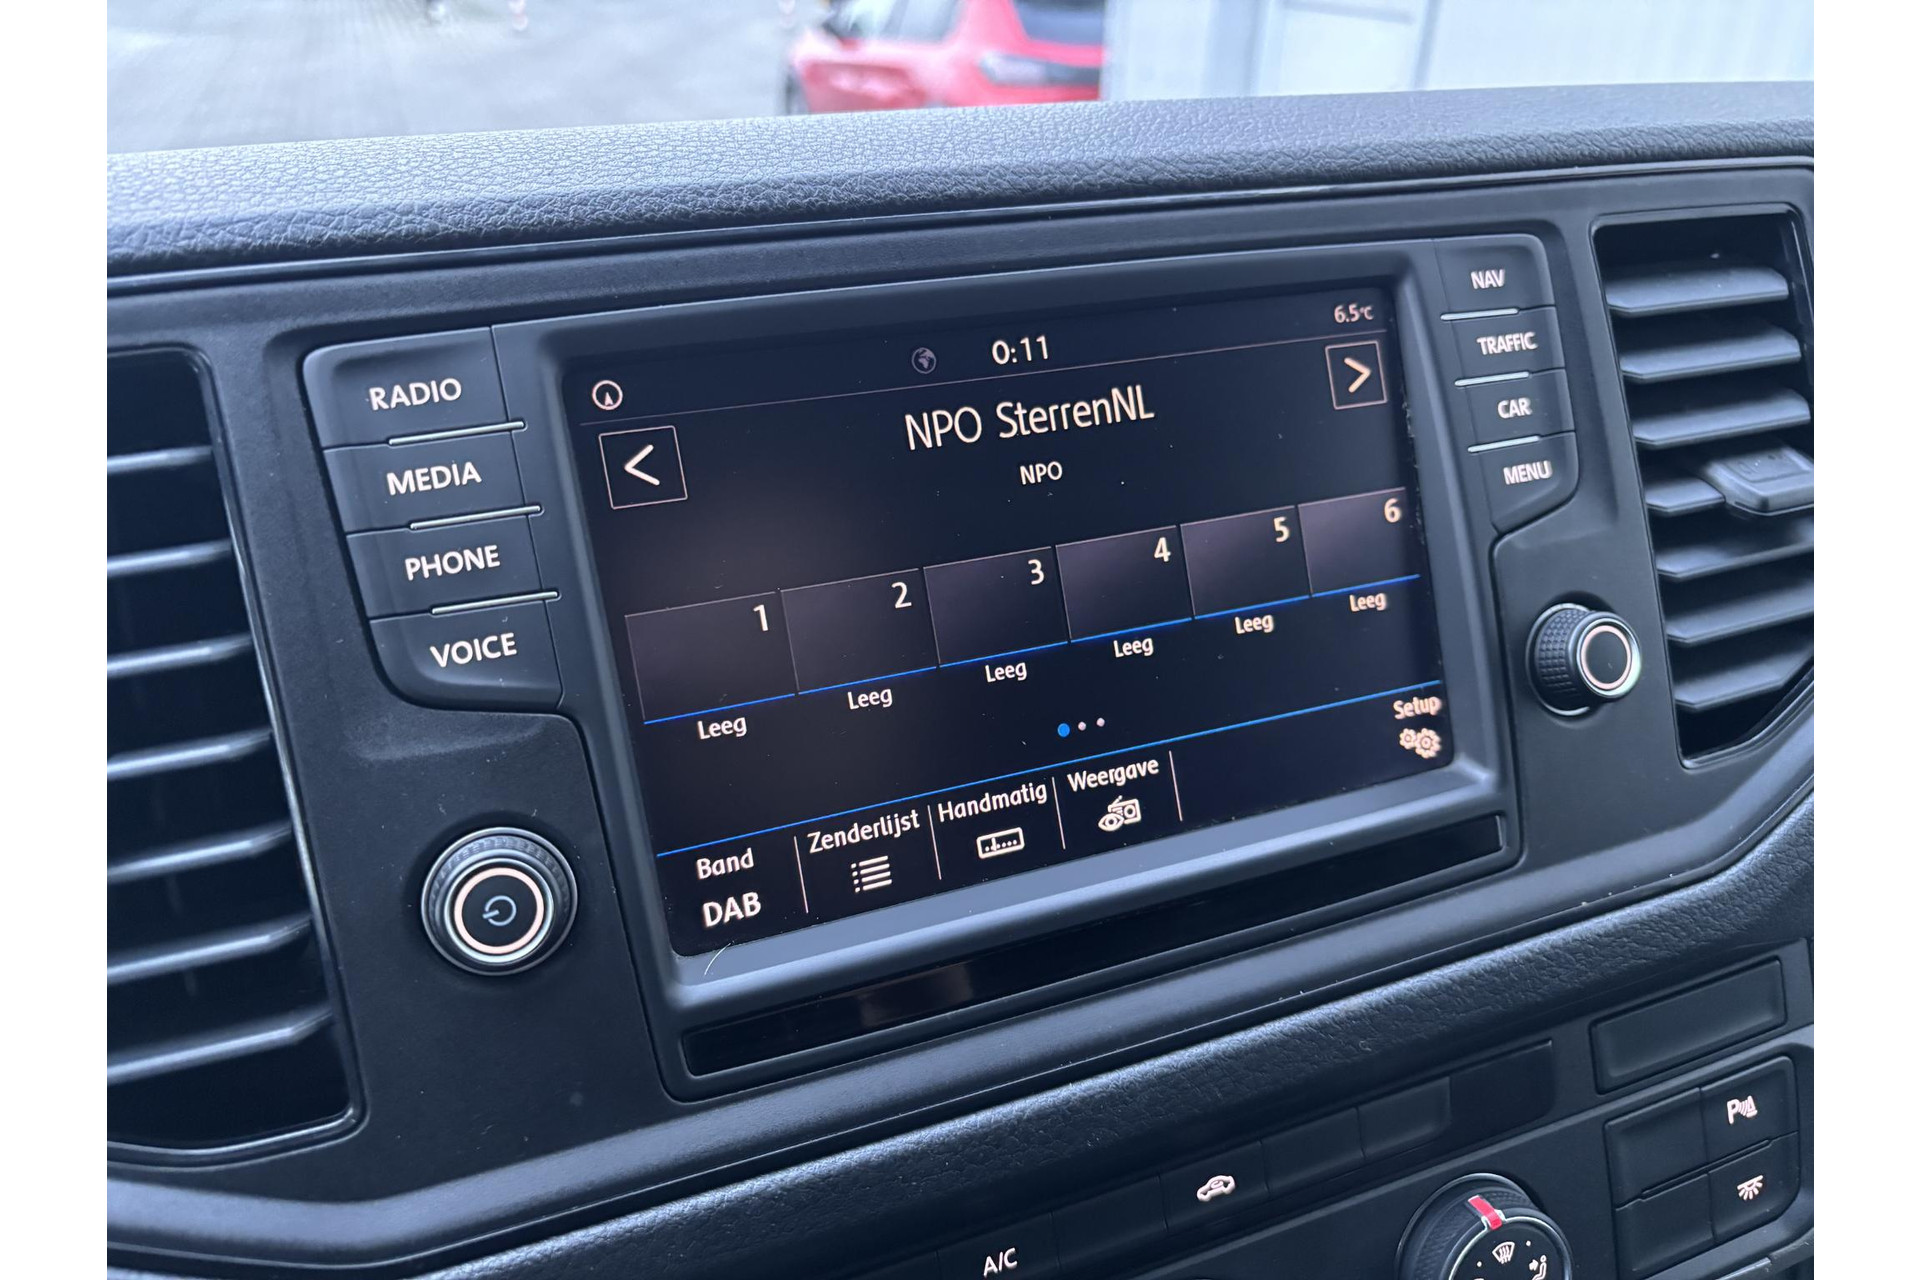 0:11
6.5°C
NPO SterrenNL
NPO
1
2
3
4
5
6
Leeg
Leeg
Leeg
Leeg
Leeg
Leeg
Band
DAB
Zenderlijst
Handmatig
Weergave
Setup
RADIO
MEDIA
PHONE
VOICE
NAV
TRAFFIC
CAR
MENU
A/C
P